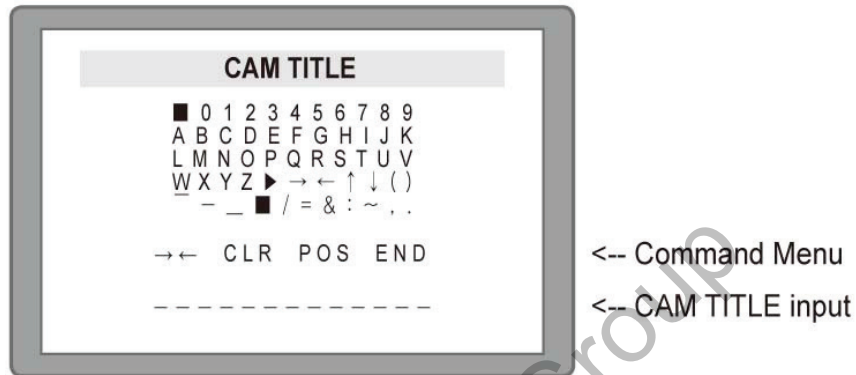 CAM TITLE
■ 0 1 2 3 4 5 6 7 8 9
A B C D E F G H I J K
L M N O P Q R S T U V
W X Y Z ▶ → ← ↑ ↓ ( )
¯ − _ ■ / = & : ~ , .
→← CLR POS END
<-- Command Menu
_ _ _ _ _ _ _ _ _ _ _ _ _
<-- CAM TITLE input
Group